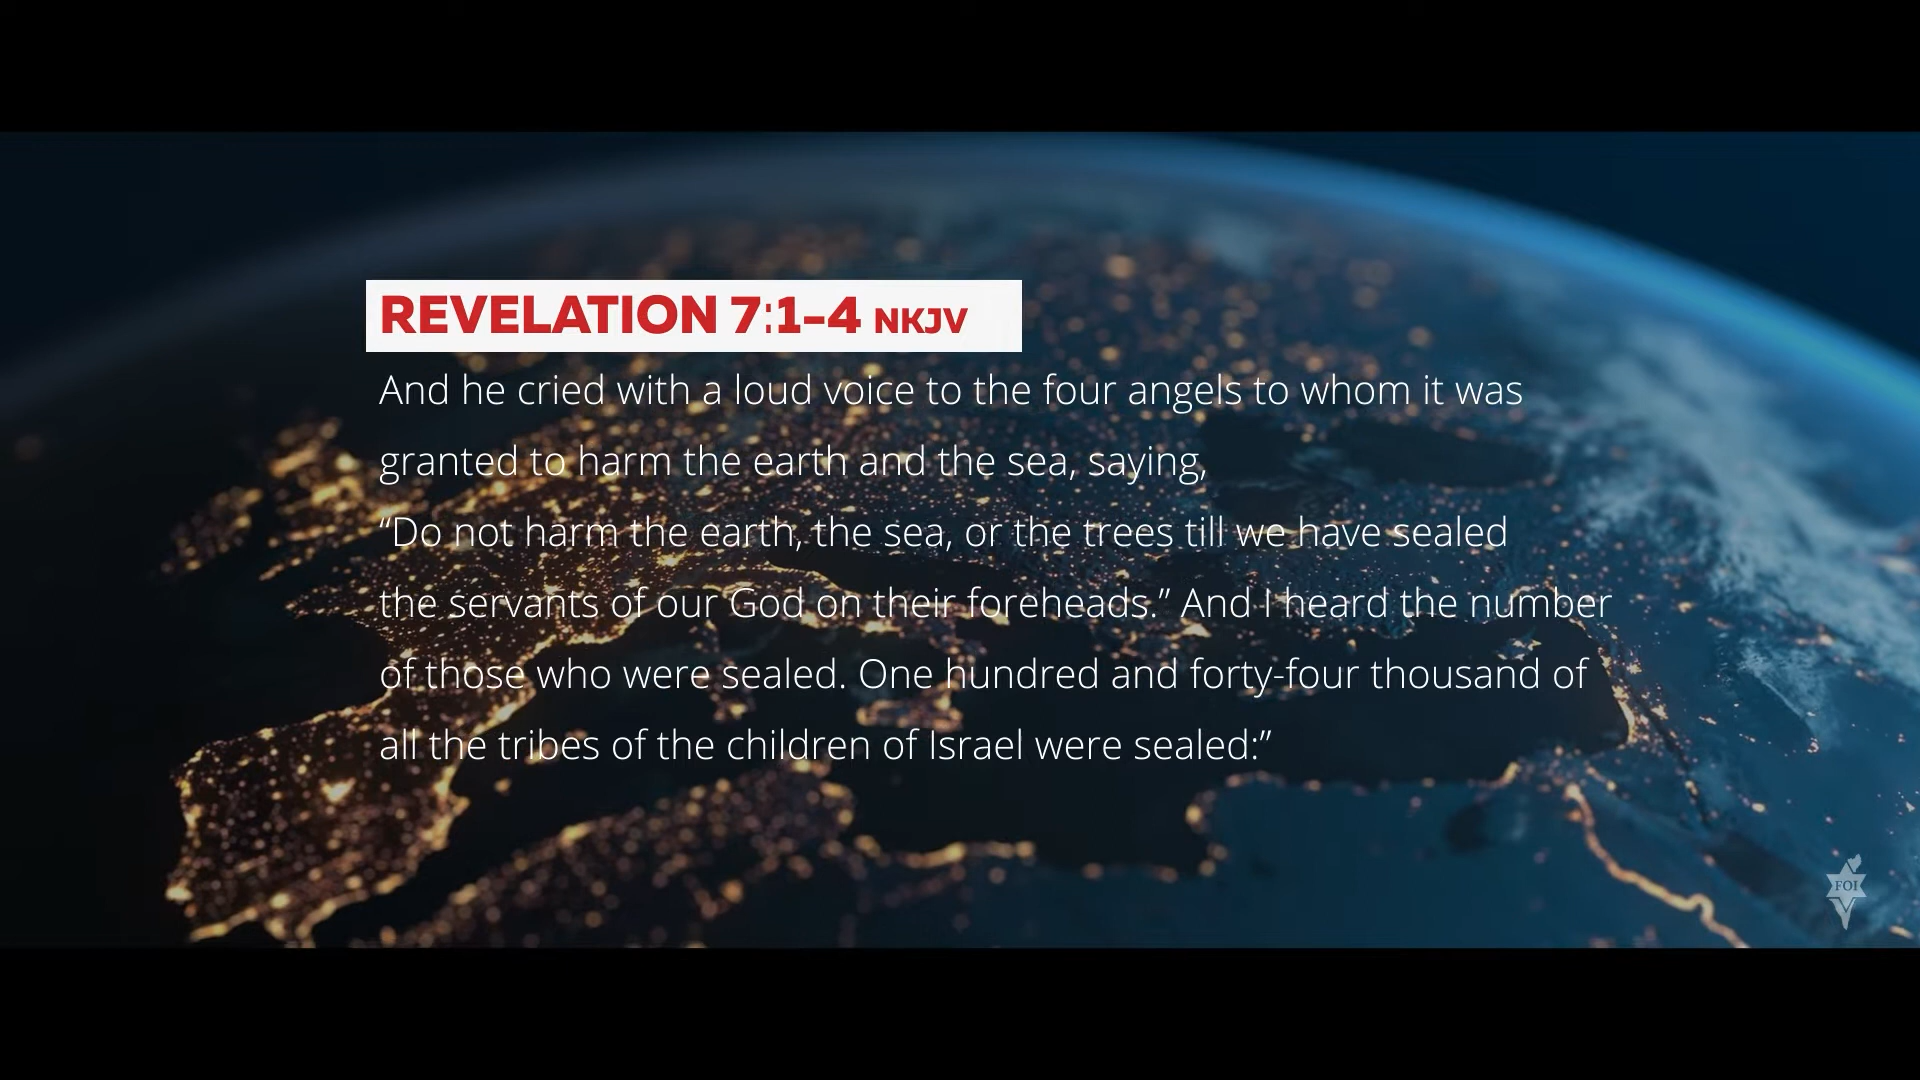 REVELATION 7:1-4 NKJV
And he cried with a loud voice to the four angels to whom it was
granted to harm the earth and the sea, saying,
“Do not harm the earth, the sea, or the trees till we have sealed
the servants of our God on their foreheads.” And I heard the number
of those who were sealed. One hundred and forty-four thousand of
all the tribes of the children of Israel were sealed:”
FOI